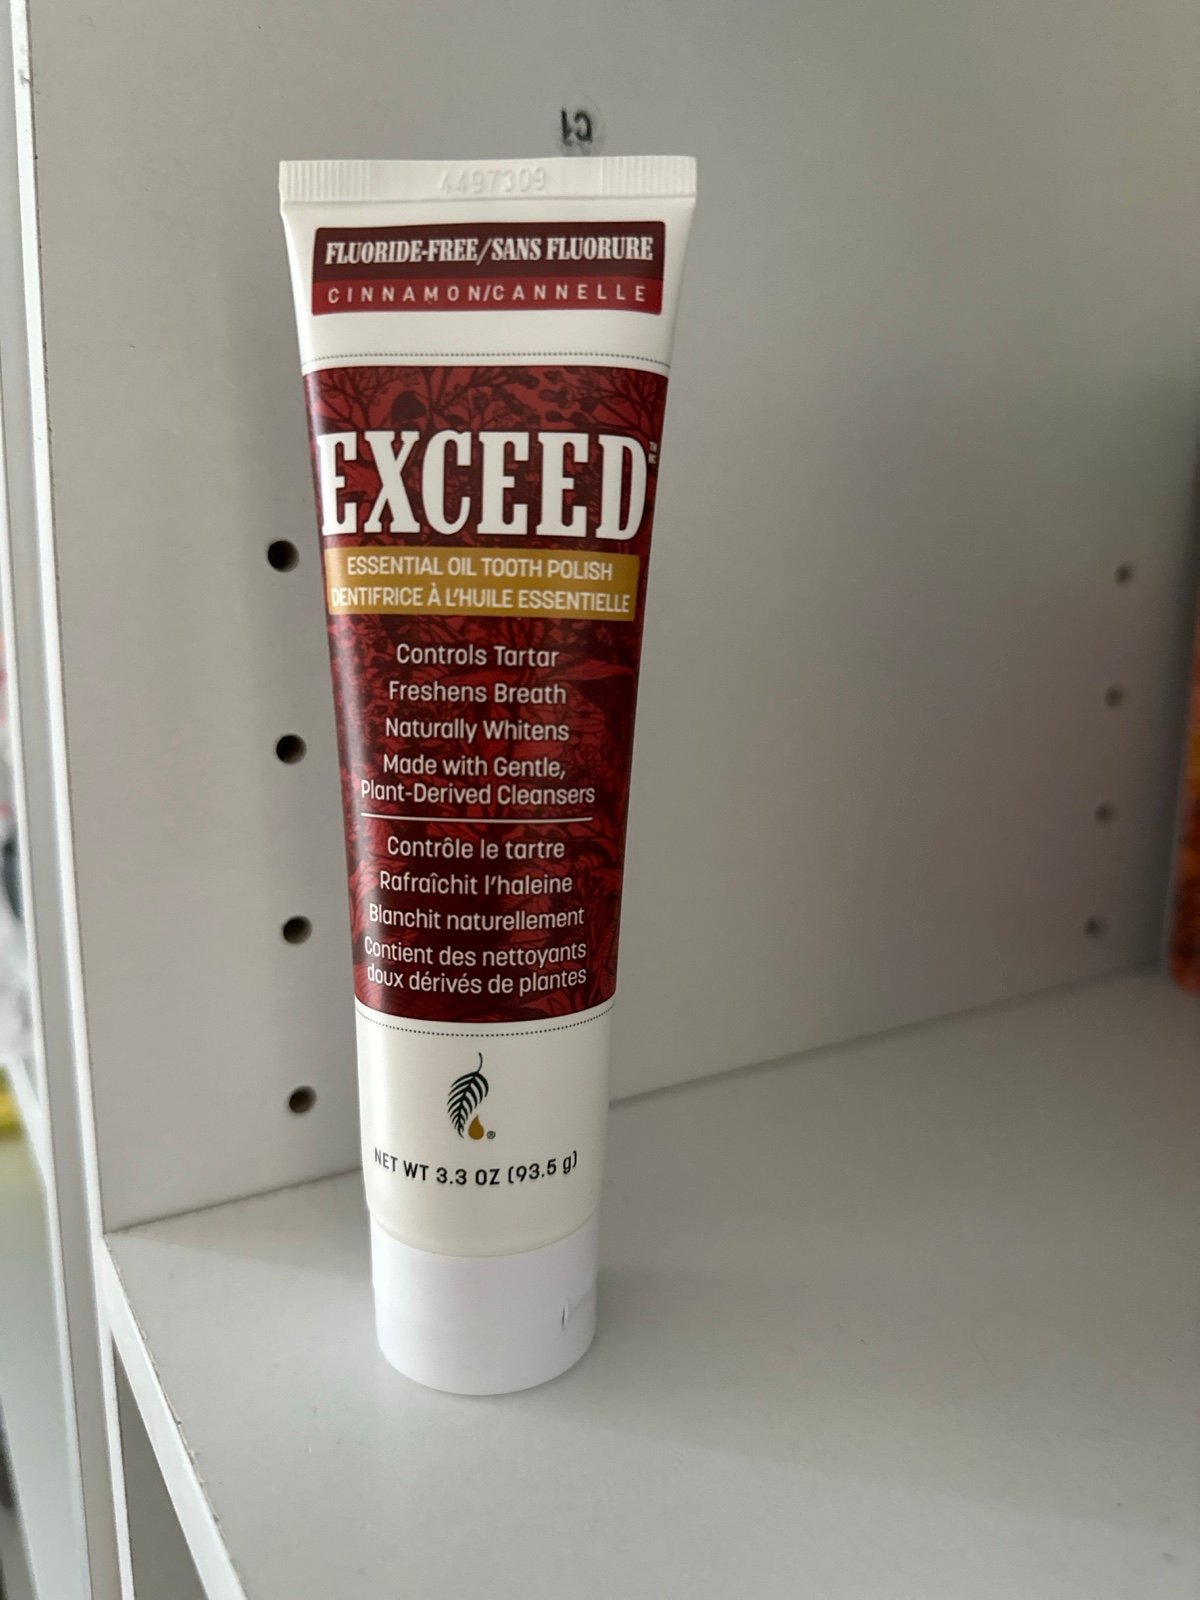 4497309
FLUORIDE-FREE/SANS FLUORURE
CINNAMON/CANNELLE
EXCEED™
ESSENTIAL OIL TOOTH POLISH
DENTIFRICE À L'HUILE ESSENTIELLE
Controls Tartar
Freshens Breath
Naturally Whitens
Made with Gentle,
Plant-Derived Cleansers
Contrôle le tartre
Rafraîchit l'haleine
Blanchit naturellement
Contient des nettoyants
doux dérivés de plantes
®
NET WT 3.3 OZ (93.5 g)